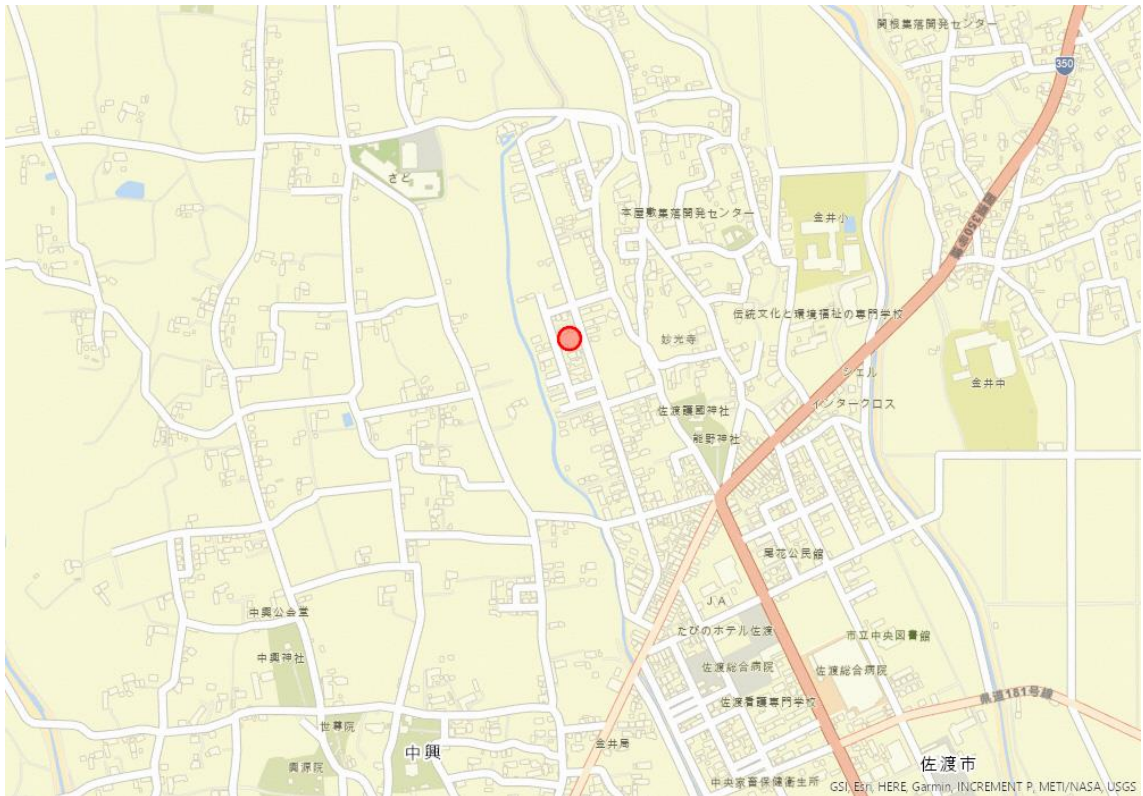 関根集落開発センター
350
さど
本屋敷集落開発センター
金井小
国道350号線
伝統文化と環境福祉の専門学校
妙光寺
シェル
金井中
インタークロス
佐渡護國神社
熊野神社
尾花公民館
JA
中興公会堂
たびのホテル佐渡
市立中央図書館
中興神社
佐渡総合病院
佐渡総合病院
県道181号線
佐渡看護専門学校
世尊院
金井局
中興
佐渡市
興源院
中央家畜保健衛生所
GSI, Esri, HERE, Garmin, INCREMENT P, METI/NASA, USGS